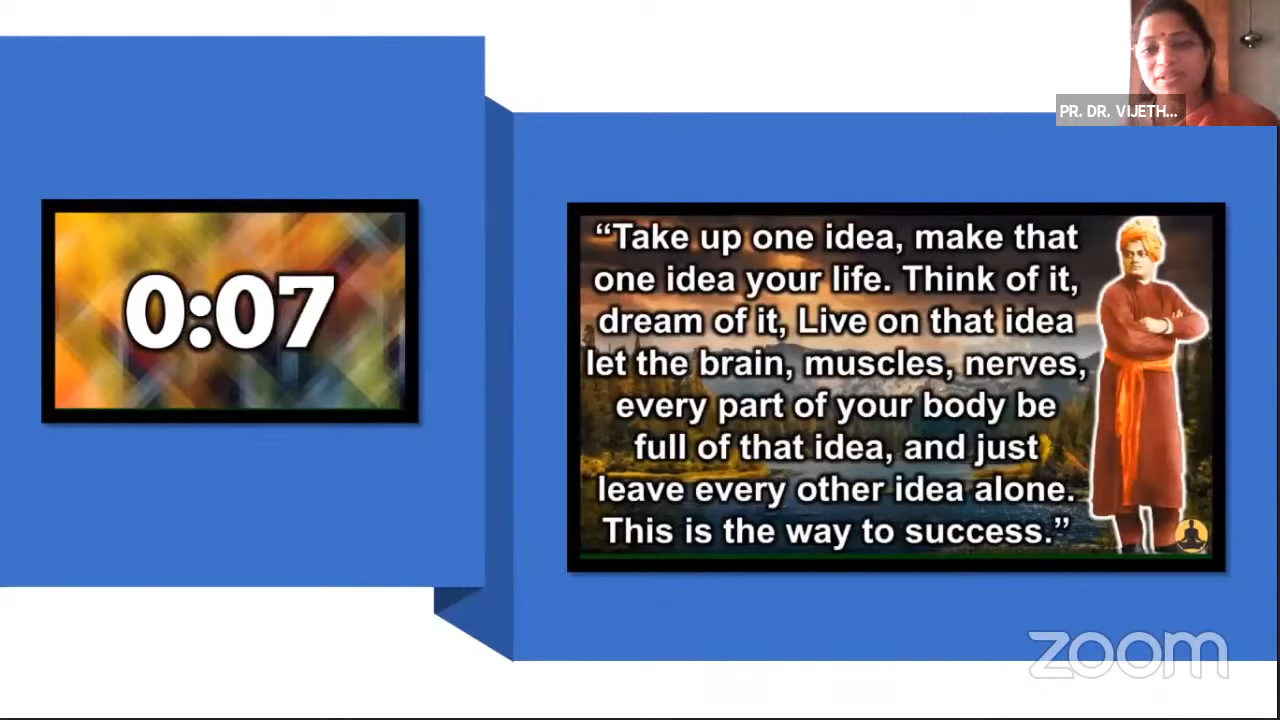 PR. DR. VIJETH...
0:07
“Take up one idea, make that
one idea your life. Think of it,
dream of it, Live on that idea
let the brain, muscles, nerves,
every part of your body be
full of that idea, and just
leave every other idea alone.
This is the way to success.”
zoom